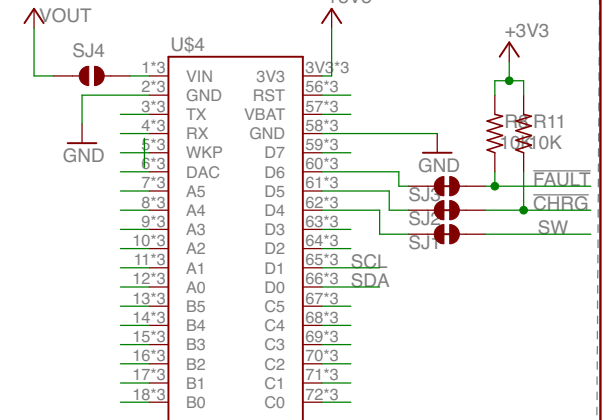 VOUT
+3V3
SJ4
U$4
+3V3
1*3 VIN 3V3 3V3*3
2*3 GND RST 56*3
3*3 TX VBAT 57*3
4*3 RX GND 58*3
5*3 WKP D7 59*3
6*3 DAC D6 60*3
7*3 A5 D5 61*3
8*3 A4 D4 62*3
9*3 A3 D3 63*3
10*3 A2 D2 64*3
11*3 A1 D1 65*3 SCL
12*3 A0 D0 66*3 SDA
13*3 B5 C5 67*3
14*3 B4 C4 68*3
15*3 B3 C3 69*3
16*3 B2 C2 70*3
17*3 B1 C1 71*3
18*3 B0 C0 72*3
GND
GND
R11
10K
10K
SJ3
FAULT
SJ2
CHRG
SJ1
SW